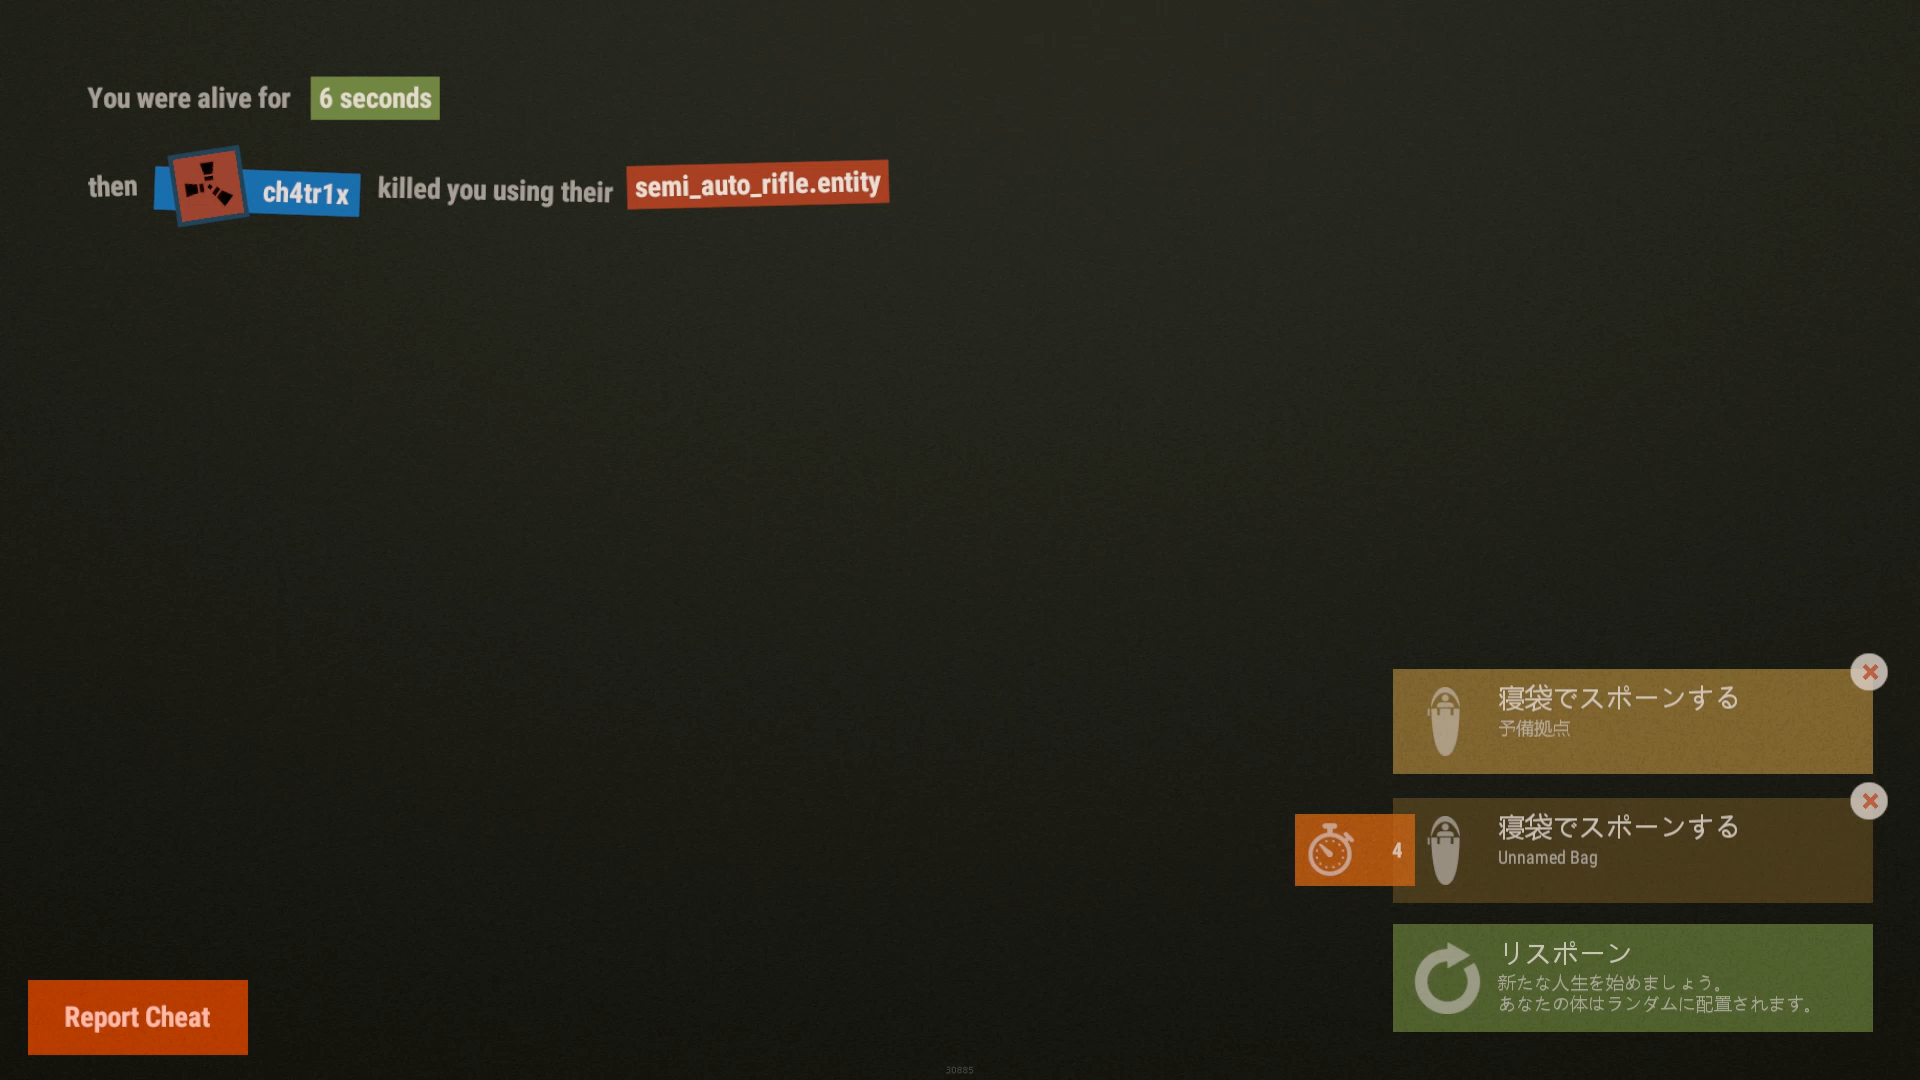 You were alive for 6 seconds
then ch4tr1x killed you using their semi_auto_rifle.entity
寝袋でスポーンする
予備拠点
寝袋でスポーンする
4
Unnamed Bag
リスポーン
新たな人生を始めましょう。
あなたの体はランダムに配置されます。
Report Cheat
30885